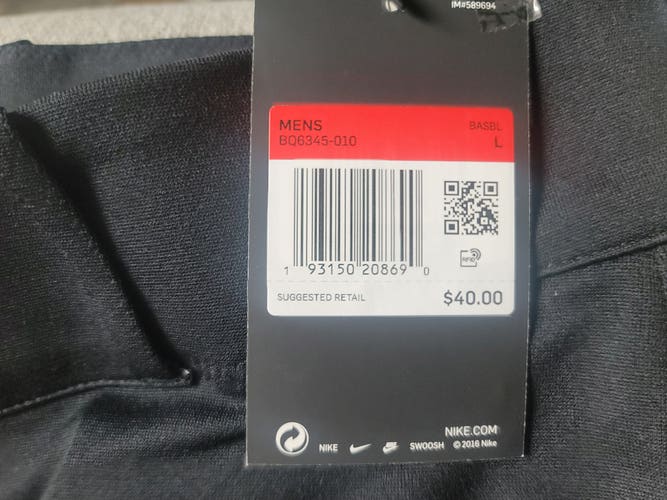 IM#589694
MENS BASBL
BQ6345-010 L
1 93150 20869 0
RFID
SUGGESTED RETAIL $40.00
NIKE.COM
NIKE SWOOSH © 2016 Nike